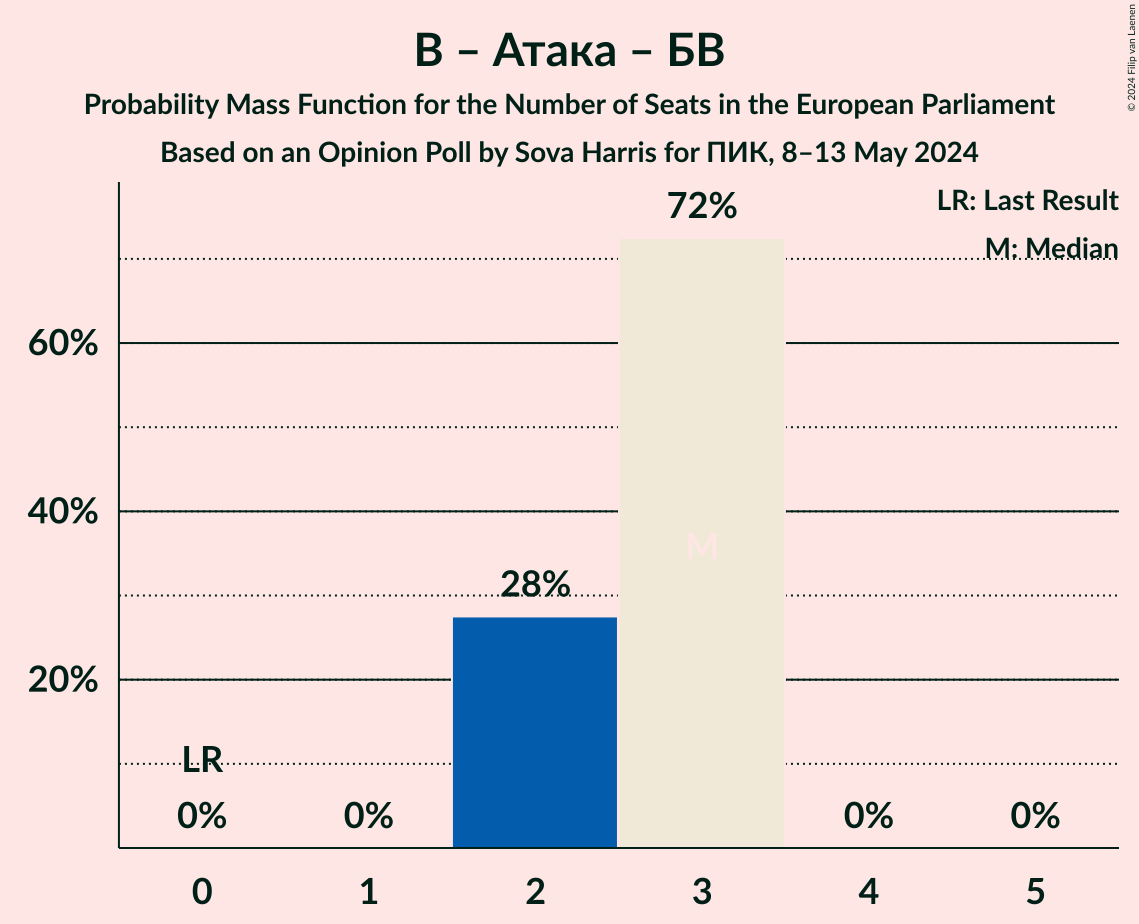 В – Атака – БВ
Probability Mass Function for the Number of Seats in the European Parliament
Based on an Opinion Poll by Sova Harris for ПИК, 8–13 May 2024
© 2024 Filip van Laenen
LR: Last Result
M: Median
72%
60%
40%
M
28%
20%
LR
0%
0%
0%
0%
0
1
2
3
4
5